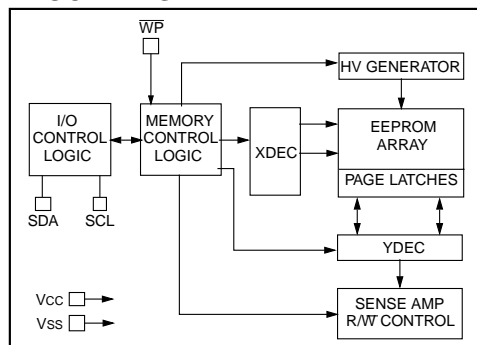 WP
HV GENERATOR
I/O
CONTROL
LOGIC
MEMORY
CONTROL
LOGIC
XDEC
EEPROM
ARRAY
PAGE LATCHES
SDA
SCL
YDEC
VCC
VSS
SENSE AMP
R/W CONTROL